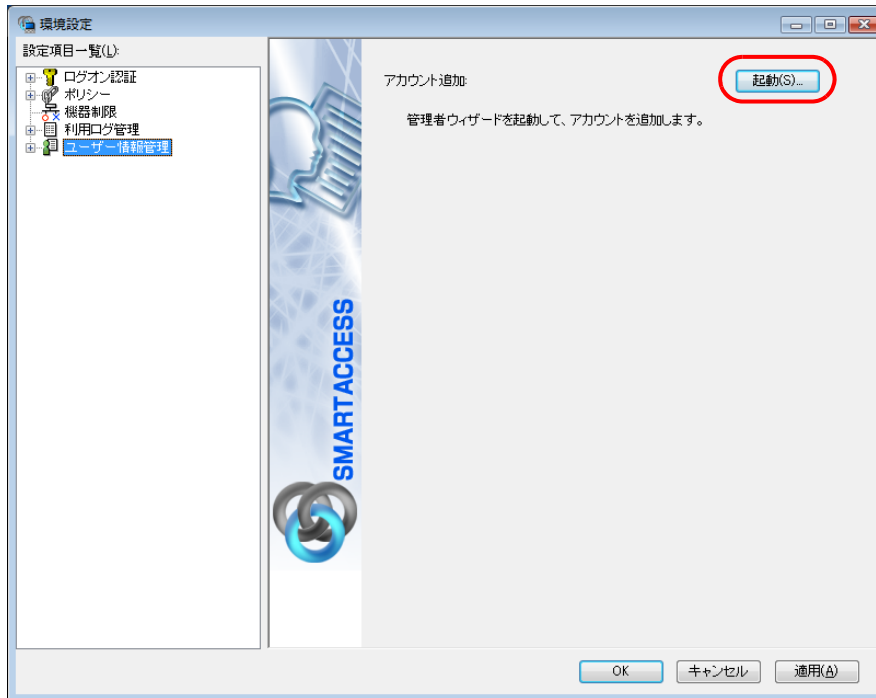 環境設定
設定項目一覧(L):
ログオン認証
ポリシー
機器制限
利用ログ管理
ユーザー情報管理
SMARTACCESS
アカウント追加:
起動(S)...
管理者ウィザードを起動して、アカウントを追加します。
OK
キャンセル
適用(A)